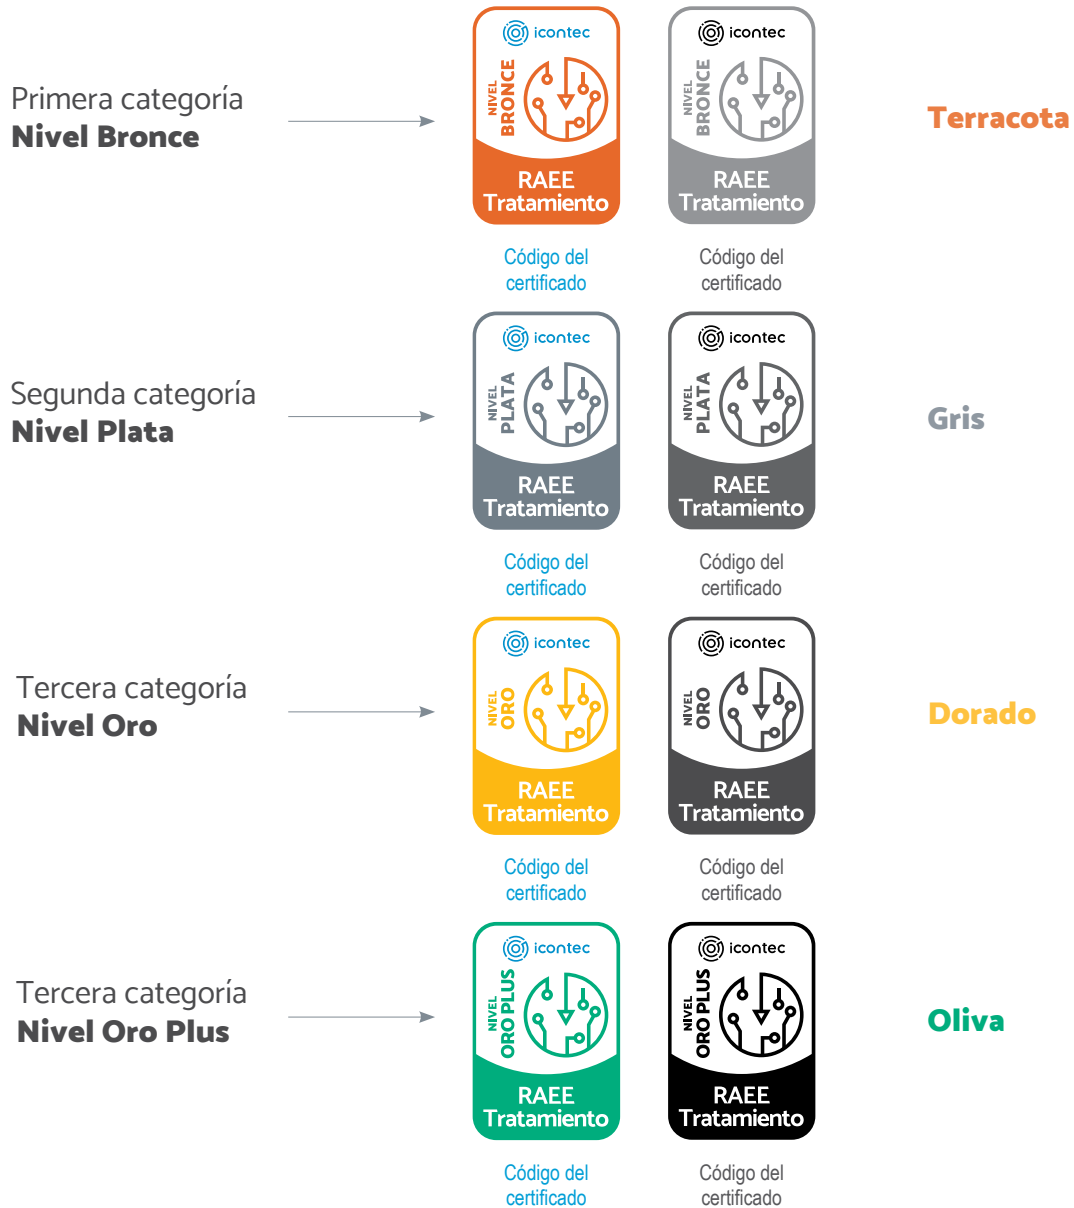 Primera categoría
Nivel Bronce
icontec
NIVEL
BRONCE
RAEE
Tratamiento
Código del
certificado
icontec
NIVEL
BRONCE
RAEE
Tratamiento
Código del
certificado
Terracota
Segunda categoría
Nivel Plata
icontec
NIVEL
PLATA
RAEE
Tratamiento
Código del
certificado
icontec
NIVEL
PLATA
RAEE
Tratamiento
Código del
certificado
Gris
Tercera categoría
Nivel Oro
icontec
NIVEL
ORO
RAEE
Tratamiento
Código del
certificado
icontec
NIVEL
ORO
RAEE
Tratamiento
Código del
certificado
Dorado
Tercera categoría
Nivel Oro Plus
icontec
NIVEL
ORO PLUS
RAEE
Tratamiento
Código del
certificado
icontec
NIVEL
ORO PLUS
RAEE
Tratamiento
Código del
certificado
Oliva